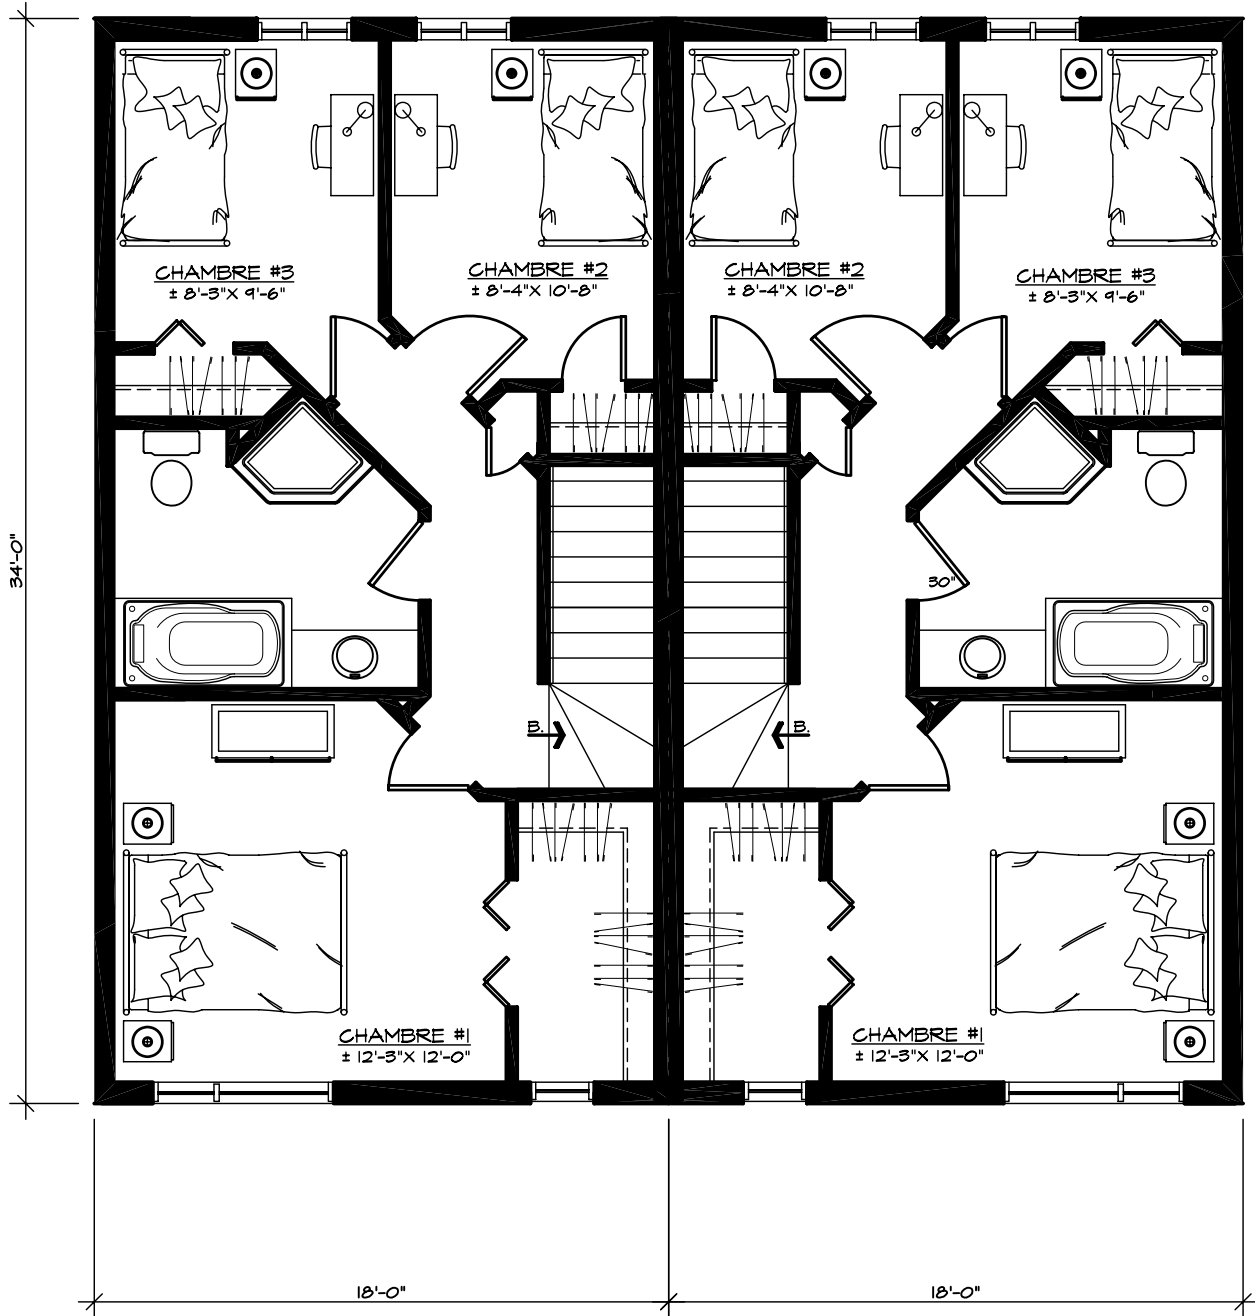 CHAMBRE #3
± 8'-3"X 9'-6"
CHAMBRE #2
± 8'-4"X 10'-8"
CHAMBRE #2
± 8'-4"X 10'-8"
CHAMBRE #3
± 8'-3"X 9'-6"
34'-0"
30"
B.
B.
CHAMBRE #1
± 12'-3"X 12'-0"
CHAMBRE #1
± 12'-3"X 12'-0"
18'-0"
18'-0"